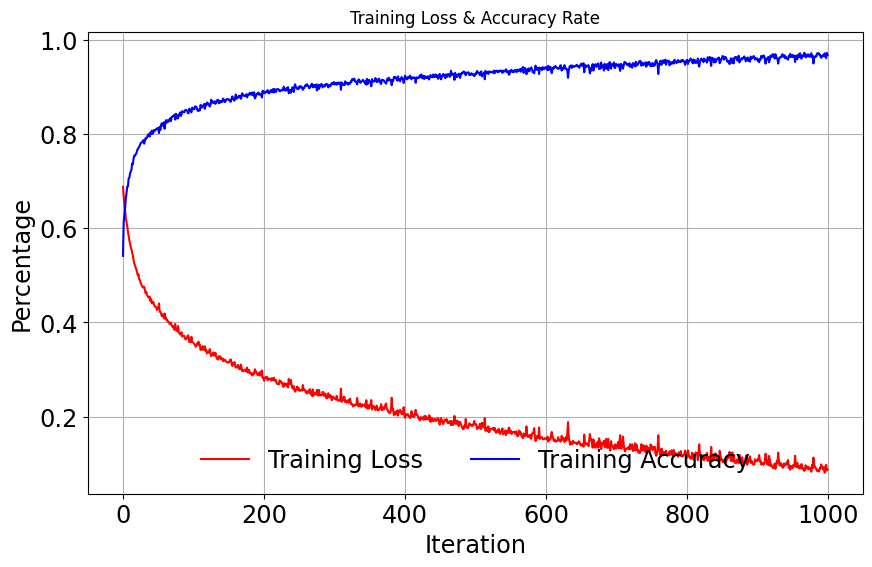 Training Loss & Accuracy Rate
1.0
0.8
0.6
0.4
0.2
Percentage
Training Loss Training Accuracy
0 200 400 600 800 1000
Iteration